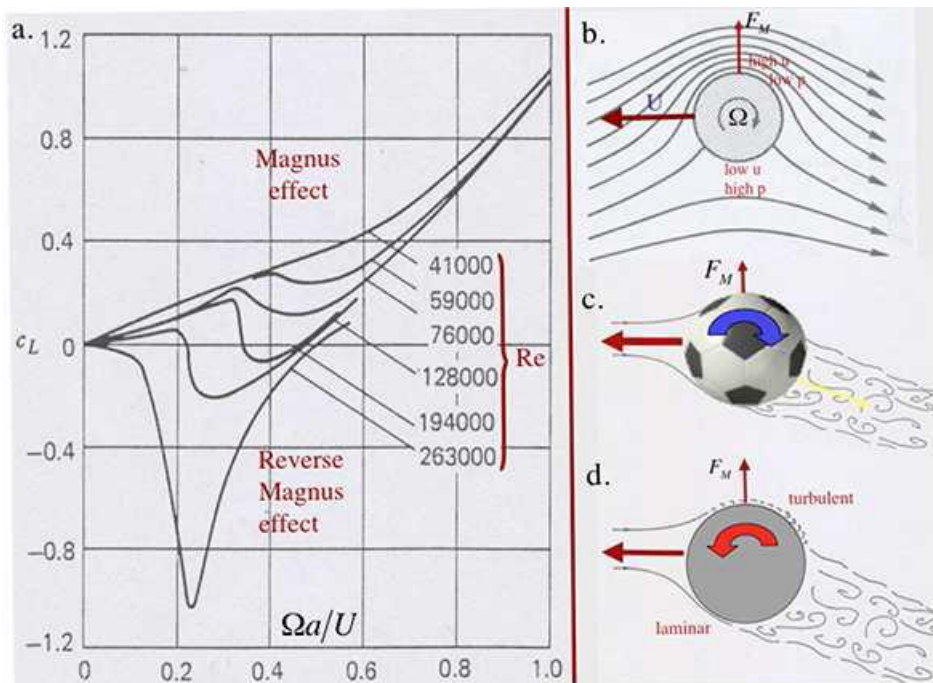 a.
1.2
0.8
0.4
0
-0.4
-0.8
-1.2
c_L
Magnus
effect
41000
59000
76000
128000
194000
263000
Re
Reverse
Magnus
effect
Ωa/U
0 0.2 0.4 0.6 0.8 1.0
b.
F_M
high u
low p
U
Ω
low u
high p
c.
F_M
d.
F_M
turbulent
laminar